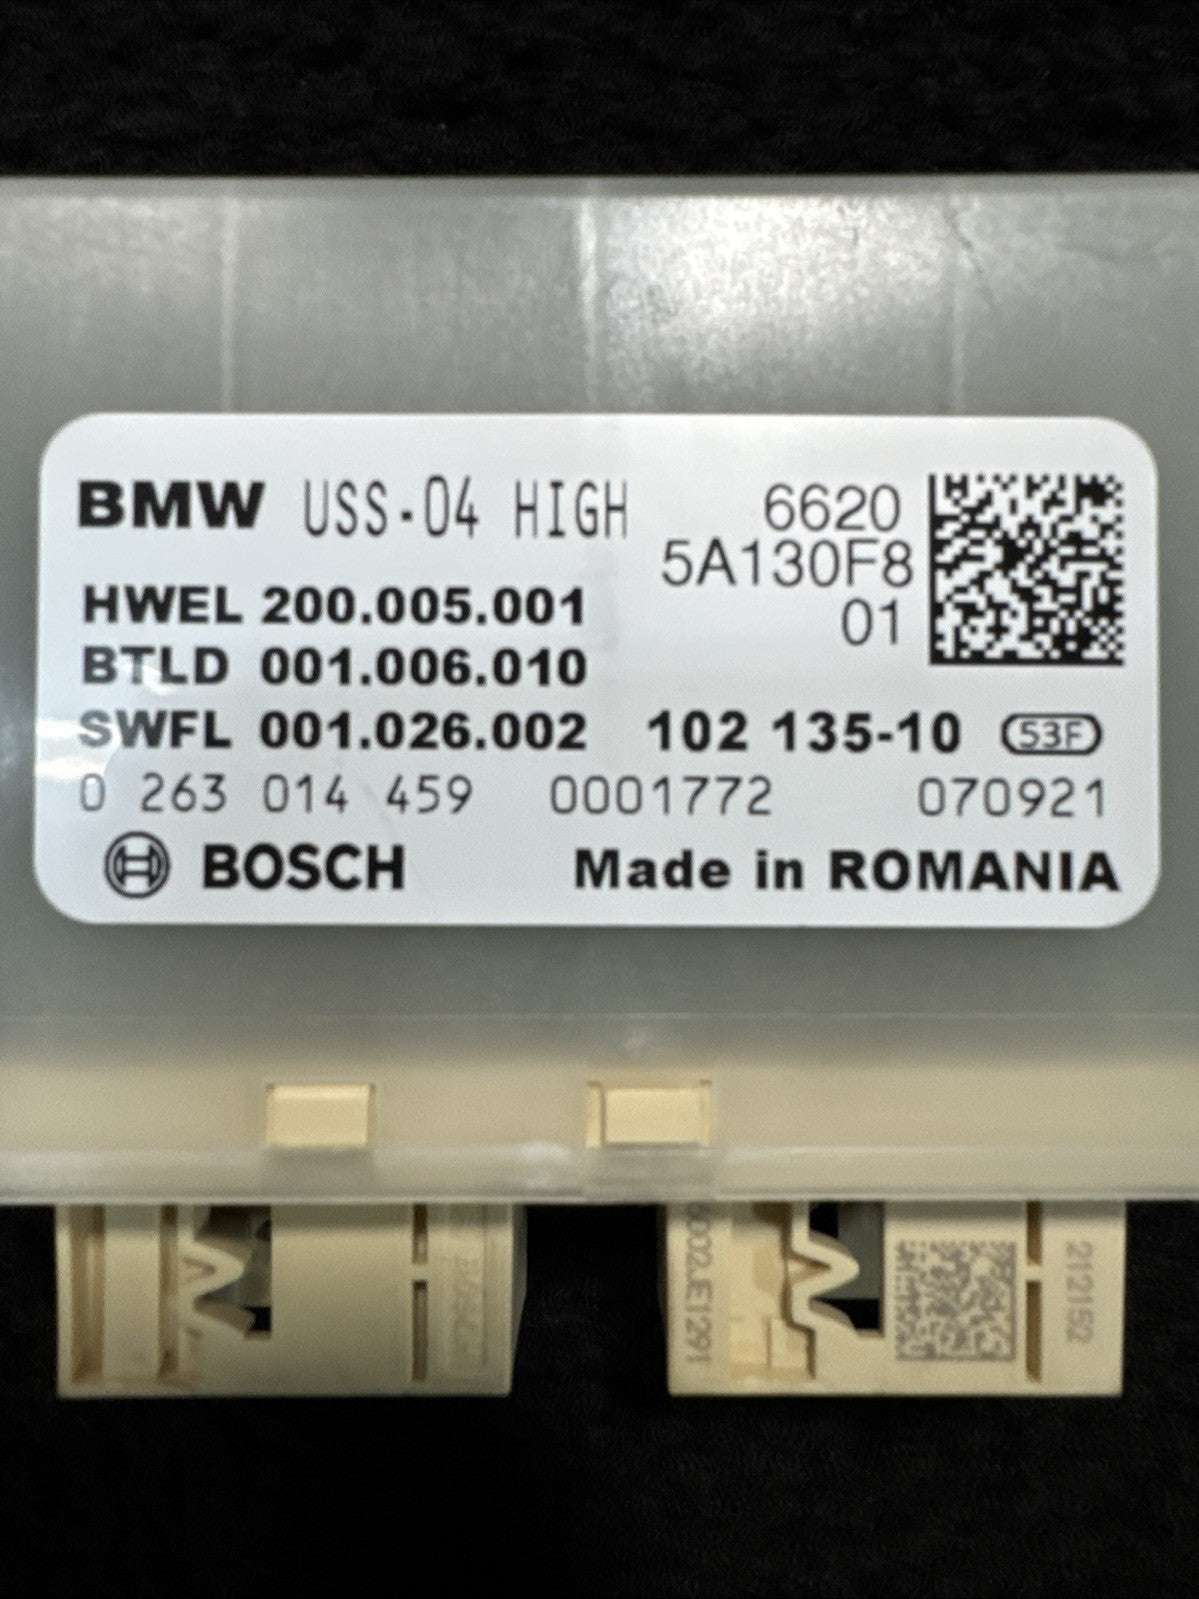 BMW USS-04 HIGH 6620
5A130F8
01
HWEL 200.005.001
BTLD 001.006.010
SWFL 001.026.002 102 135-10 53F
0 263 014 459 0001772 070921
BOSCH Made in ROMANIA
2121152